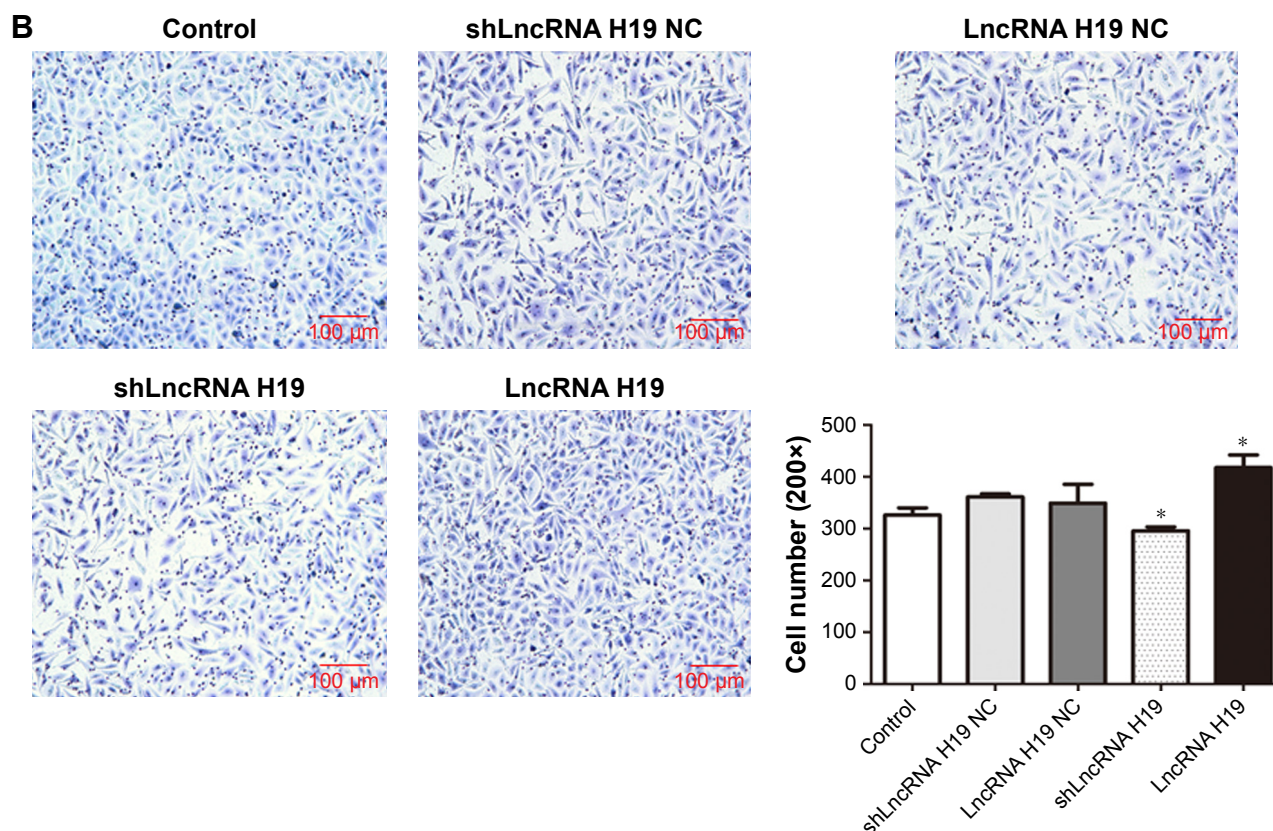 B
Control
shLncRNA H19 NC
LncRNA H19 NC
100 µm
100 µm
100 µm
shLncRNA H19
LncRNA H19
100 µm
100 µm
Cell number (200×)
500
400
300
200
100
0
*
*
Control
shLncRNA H19 NC
LncRNA H19 NC
shLncRNA H19
LncRNA H19